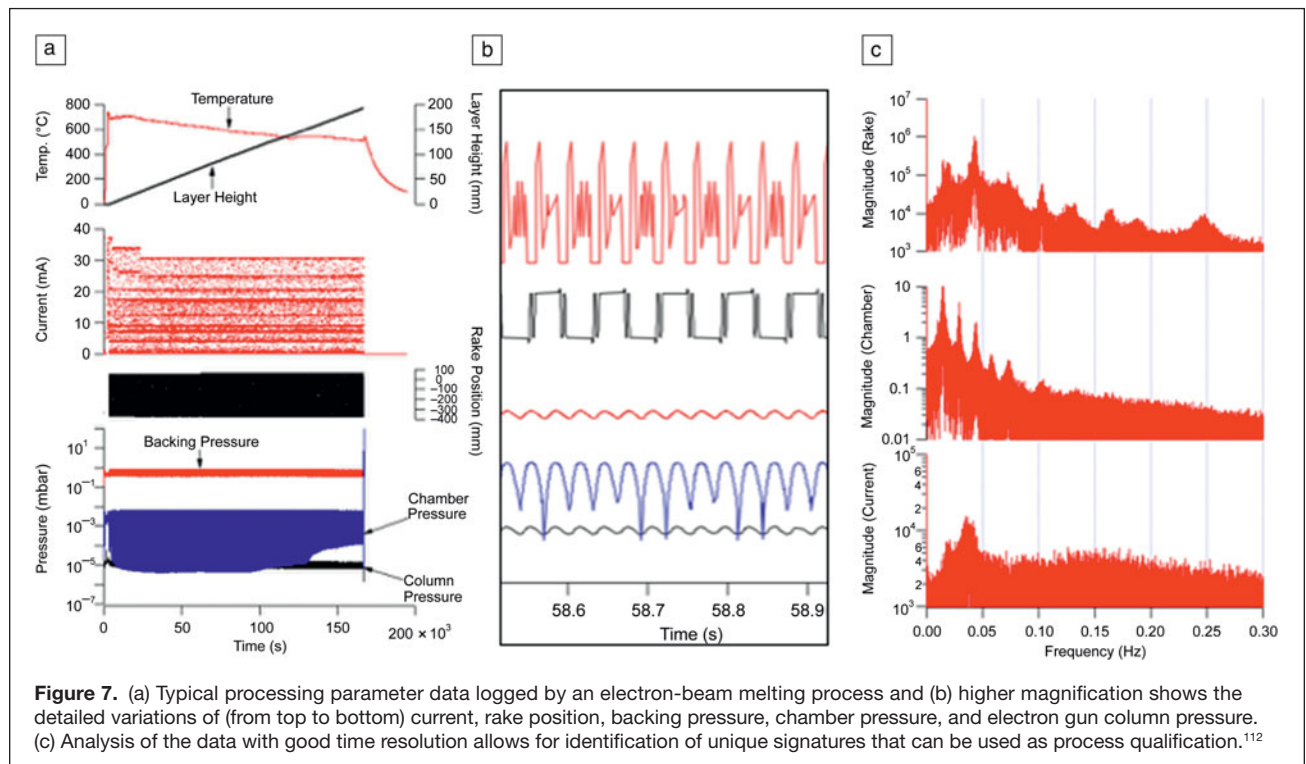 a
Temperature
Layer Height
Temp. (°C)
800
600
400
200
0
200
150
100
50
0
Layer Height (mm)
Current (mA)
40
30
20
10
0
100
0
−100
−200
−300
−400
Rake Position (mm)
Backing Pressure
Chamber Pressure
Column Pressure
Pressure (mbar)
10¹
10⁻¹
10⁻³
10⁻⁵
10⁻⁷
0
50
100
150
200 × 10³
Time (s)
b
58.6
58.7
58.8
58.9
Time (s)
c
Magnitude (Rake)
10⁷
10⁶
10⁵
10⁴
10³
Magnitude (Chamber)
10
1
0.1
0.01
Magnitude (Current)
10⁵
6
4
2
10⁴
6
4
2
10³
0.00
0.05
0.10
0.15
0.20
0.25
0.30
Frequency (Hz)
Figure 7. (a) Typical processing parameter data logged by an electron-beam melting process and (b) higher magnification shows the
detailed variations of (from top to bottom) current, rake position, backing pressure, chamber pressure, and electron gun column pressure.
(c) Analysis of the data with good time resolution allows for identification of unique signatures that can be used as process qualification.¹¹²